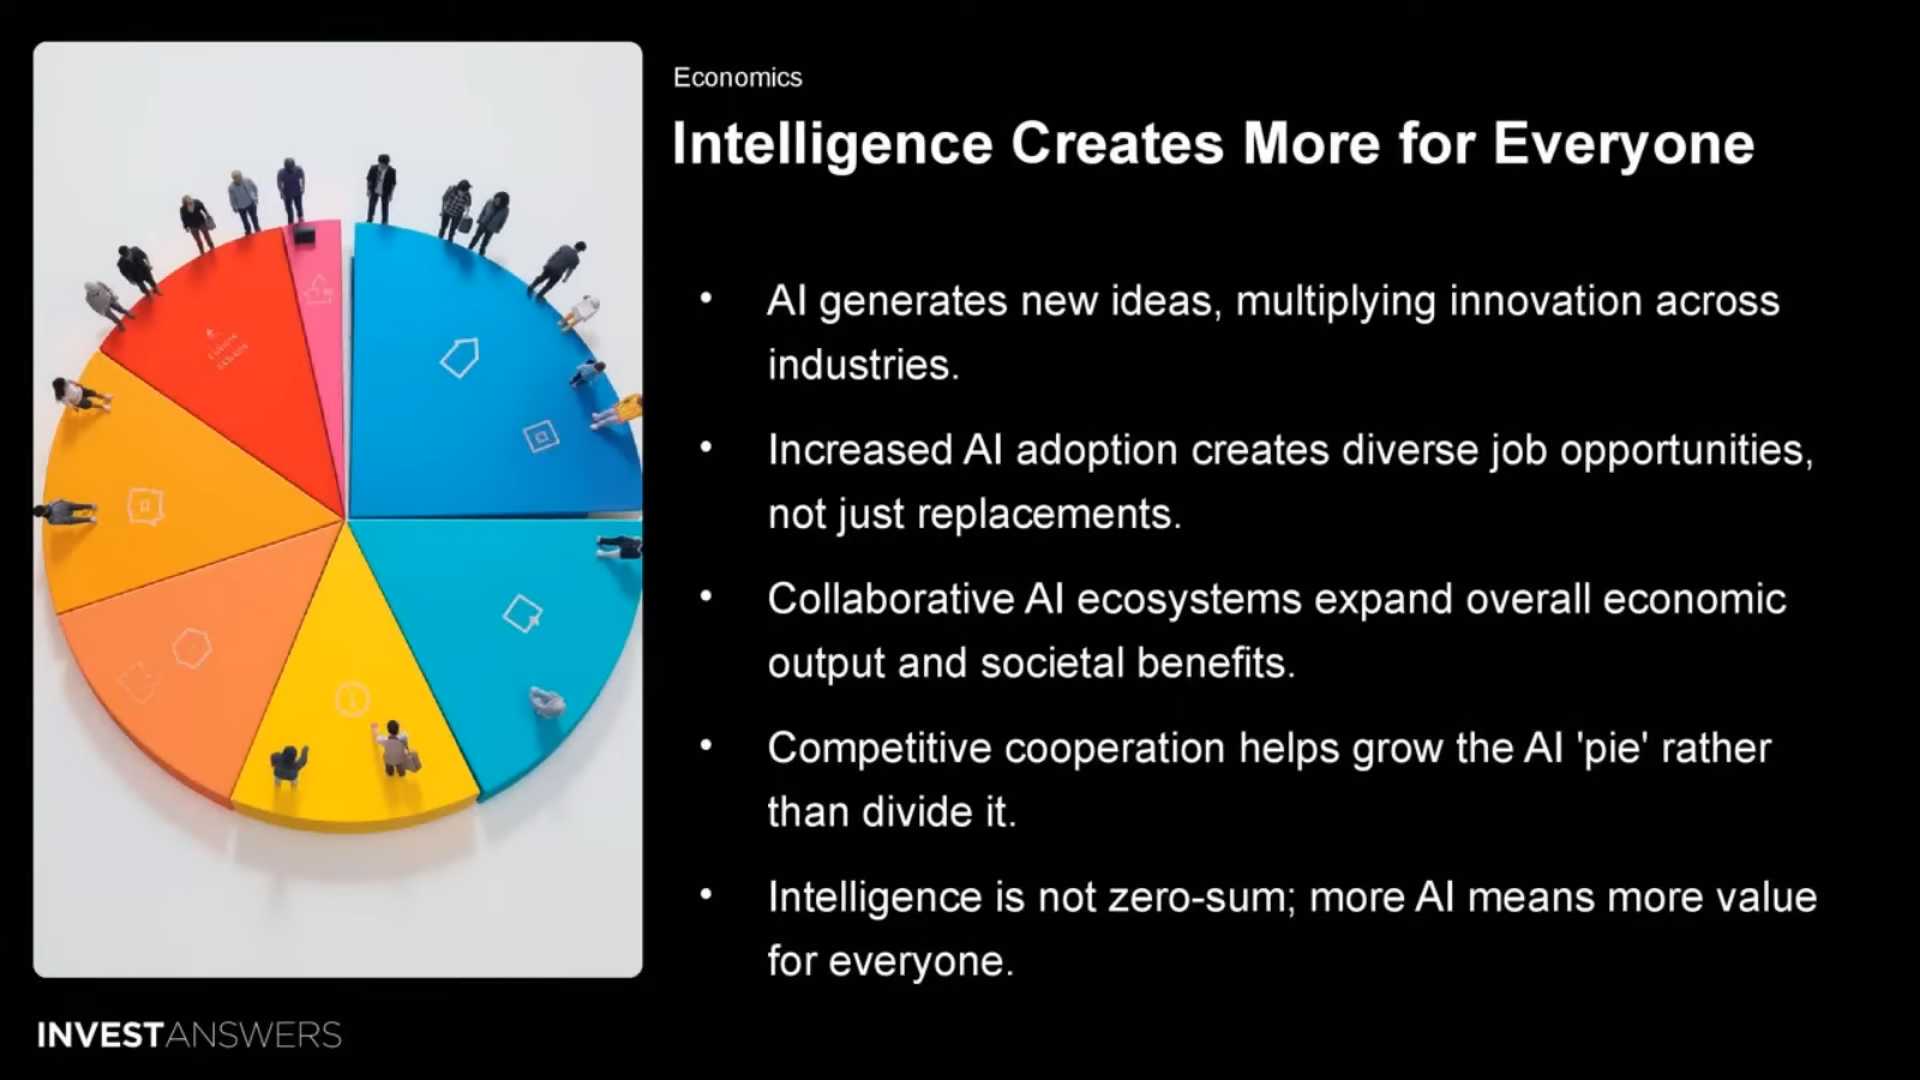 Economics
Intelligence Creates More for Everyone
• AI generates new ideas, multiplying innovation across
industries.
• Increased AI adoption creates diverse job opportunities,
not just replacements.
• Collaborative AI ecosystems expand overall economic
output and societal benefits.
• Competitive cooperation helps grow the AI 'pie' rather
than divide it.
• Intelligence is not zero-sum; more AI means more value
for everyone.
INVESTANSWERS